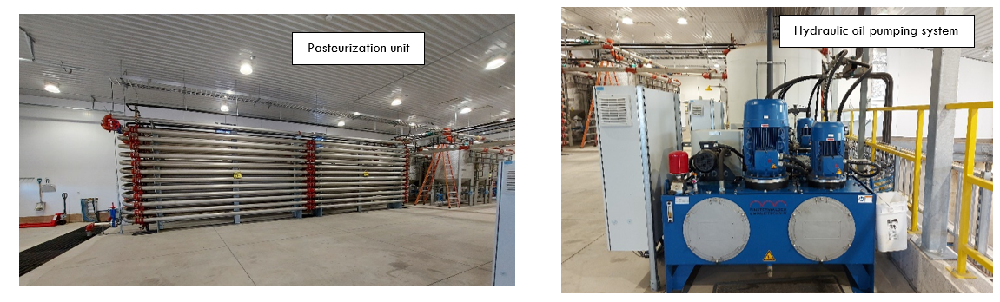 Pasteurization unit
Hydraulic oil pumping system